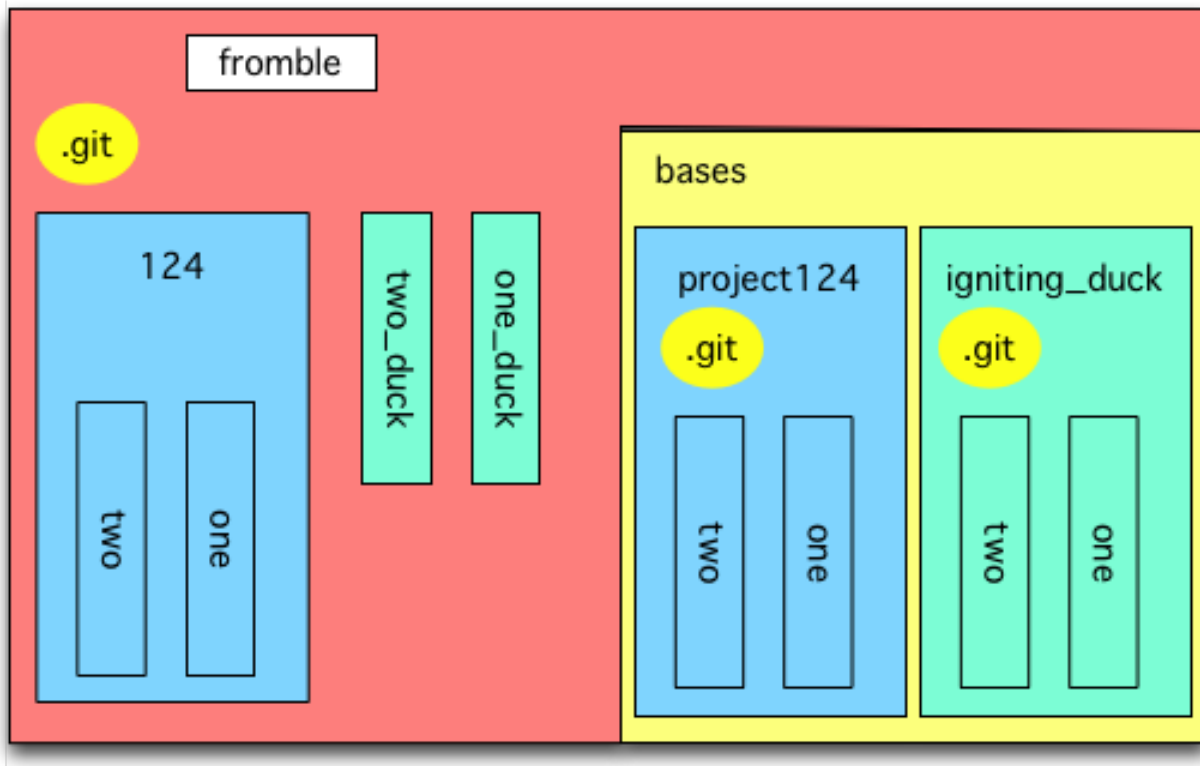 fromble
.git
124
two
one
two_duck
one_duck
bases
project124
.git
two
one
igniting_duck
.git
two
one